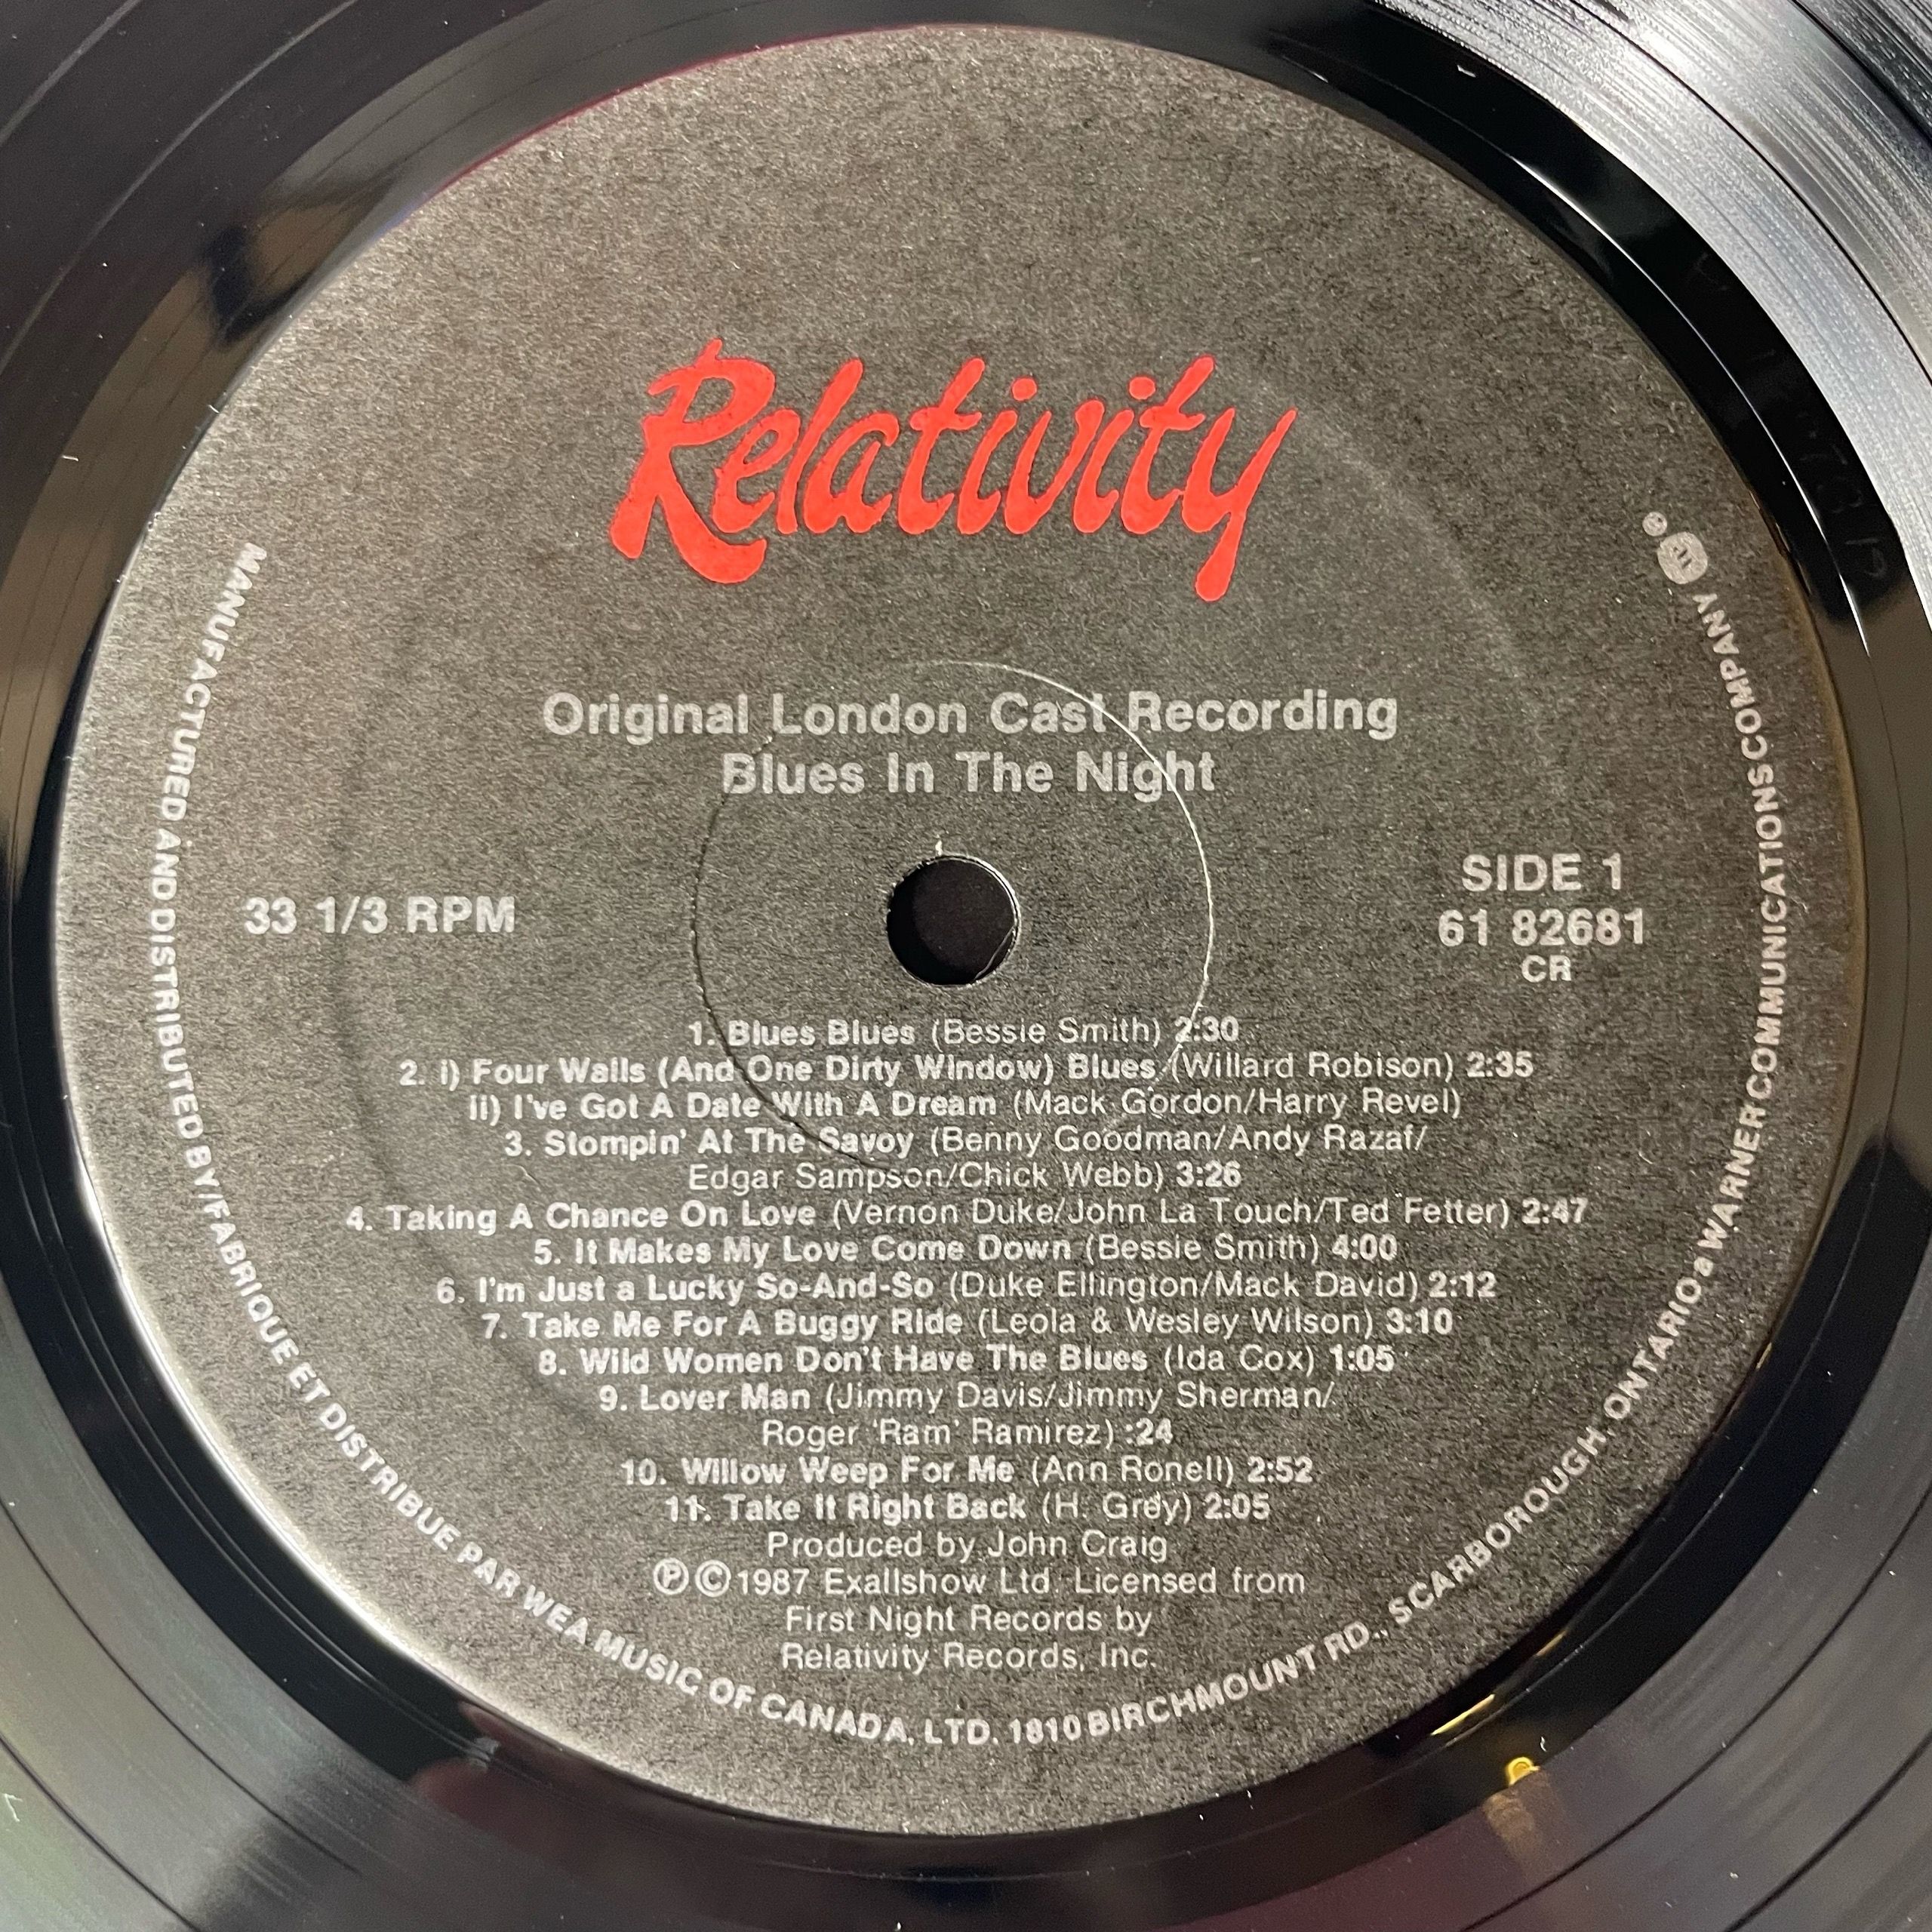 Relativity
Original London Cast Recording
Blues In The Night
33 1/3 RPM
SIDE 1
61 82681
CR
1. Blues Blues (Bessie Smith) 2:30
2. i) Four Walls (And One Dirty Window) Blues (Willard Robison) 2:35
ii) I've Got A Date With A Dream (Mack Gordon/Harry Revel)
3. Stompin' At The Savoy (Benny Goodman/Andy Razaf/
Edgar Sampson/Chick Webb) 3:26
4. Taking A Chance On Love (Vernon Duke/John La Touch/Ted Fetter) 2:47
5. It Makes My Love Come Down (Bessie Smith) 4:00
6. I'm Just a Lucky So-And-So (Duke Ellington/Mack David) 2:12
7. Take Me For A Buggy Ride (Leola & Wesley Wilson) 3:10
8. Wild Women Don't Have The Blues (Ida Cox) 1:05
9. Lover Man (Jimmy Davis/Jimmy Sherman/
Roger 'Ram' Ramirez) :24
10. Willow Weep For Me (Ann Ronell) 2:52
11. Take It Right Back (H. Grey) 2:05
Produced by John Craig
℗©1987 Exallshow Ltd. Licensed from
First Night Records by
Relativity Records, Inc.
MANUFACTURED AND DISTRIBUTED BY/FABRIQUE ET DISTRIBUE PAR WEA MUSIC OF CANADA, LTD. 1810 BIRCHMOUNT RD., SCARBOROUGH, ONTARIO a WARNER COMMUNICATIONS COMPANY